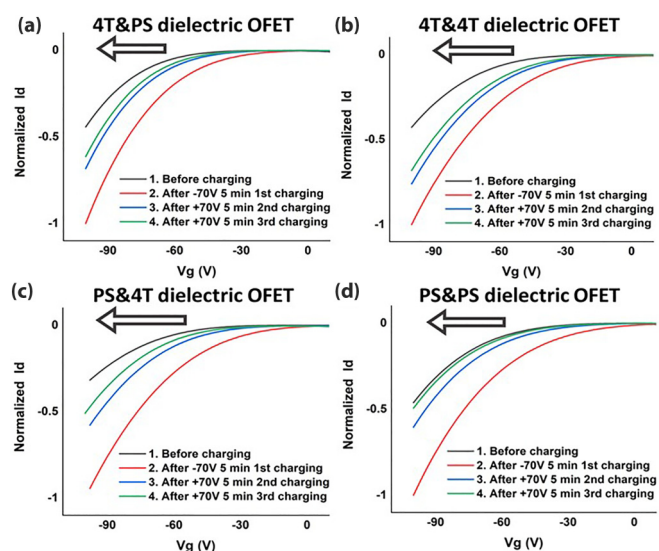 (a)
4T&PS dielectric OFET
0
-0.5
-1
Normalized Id
1. Before charging
2. After -70V 5 min 1st charging
3. After +70V 5 min 2nd charging
4. After +70V 5 min 3rd charging
-90 -60 -30 0
Vg (V)
(b)
4T&4T dielectric OFET
0
-0.5
-1
Normalized Id
1. Before charging
2. After -70V 5 min 1st charging
3. After +70V 5 min 2nd charging
4. After +70V 5 min 3rd charging
-90 -60 -30 0
Vg (V)
(c)
PS&4T dielectric OFET
0
-0.5
-1
Normalized Id
1. Before charging
2. After -70V 5 min 1st charging
3. After +70V 5 min 2nd charging
4. After +70V 5 min 3rd charging
-90 -60 -30 0
Vg (V)
(d)
PS&PS dielectric OFET
0
-0.5
-1
Normalized Id
1. Before charging
2. After -70V 5 min 1st charging
3. After +70V 5 min 2nd charging
4. After +70V 5 min 3rd charging
-90 -60 -30 0
Vg (V)